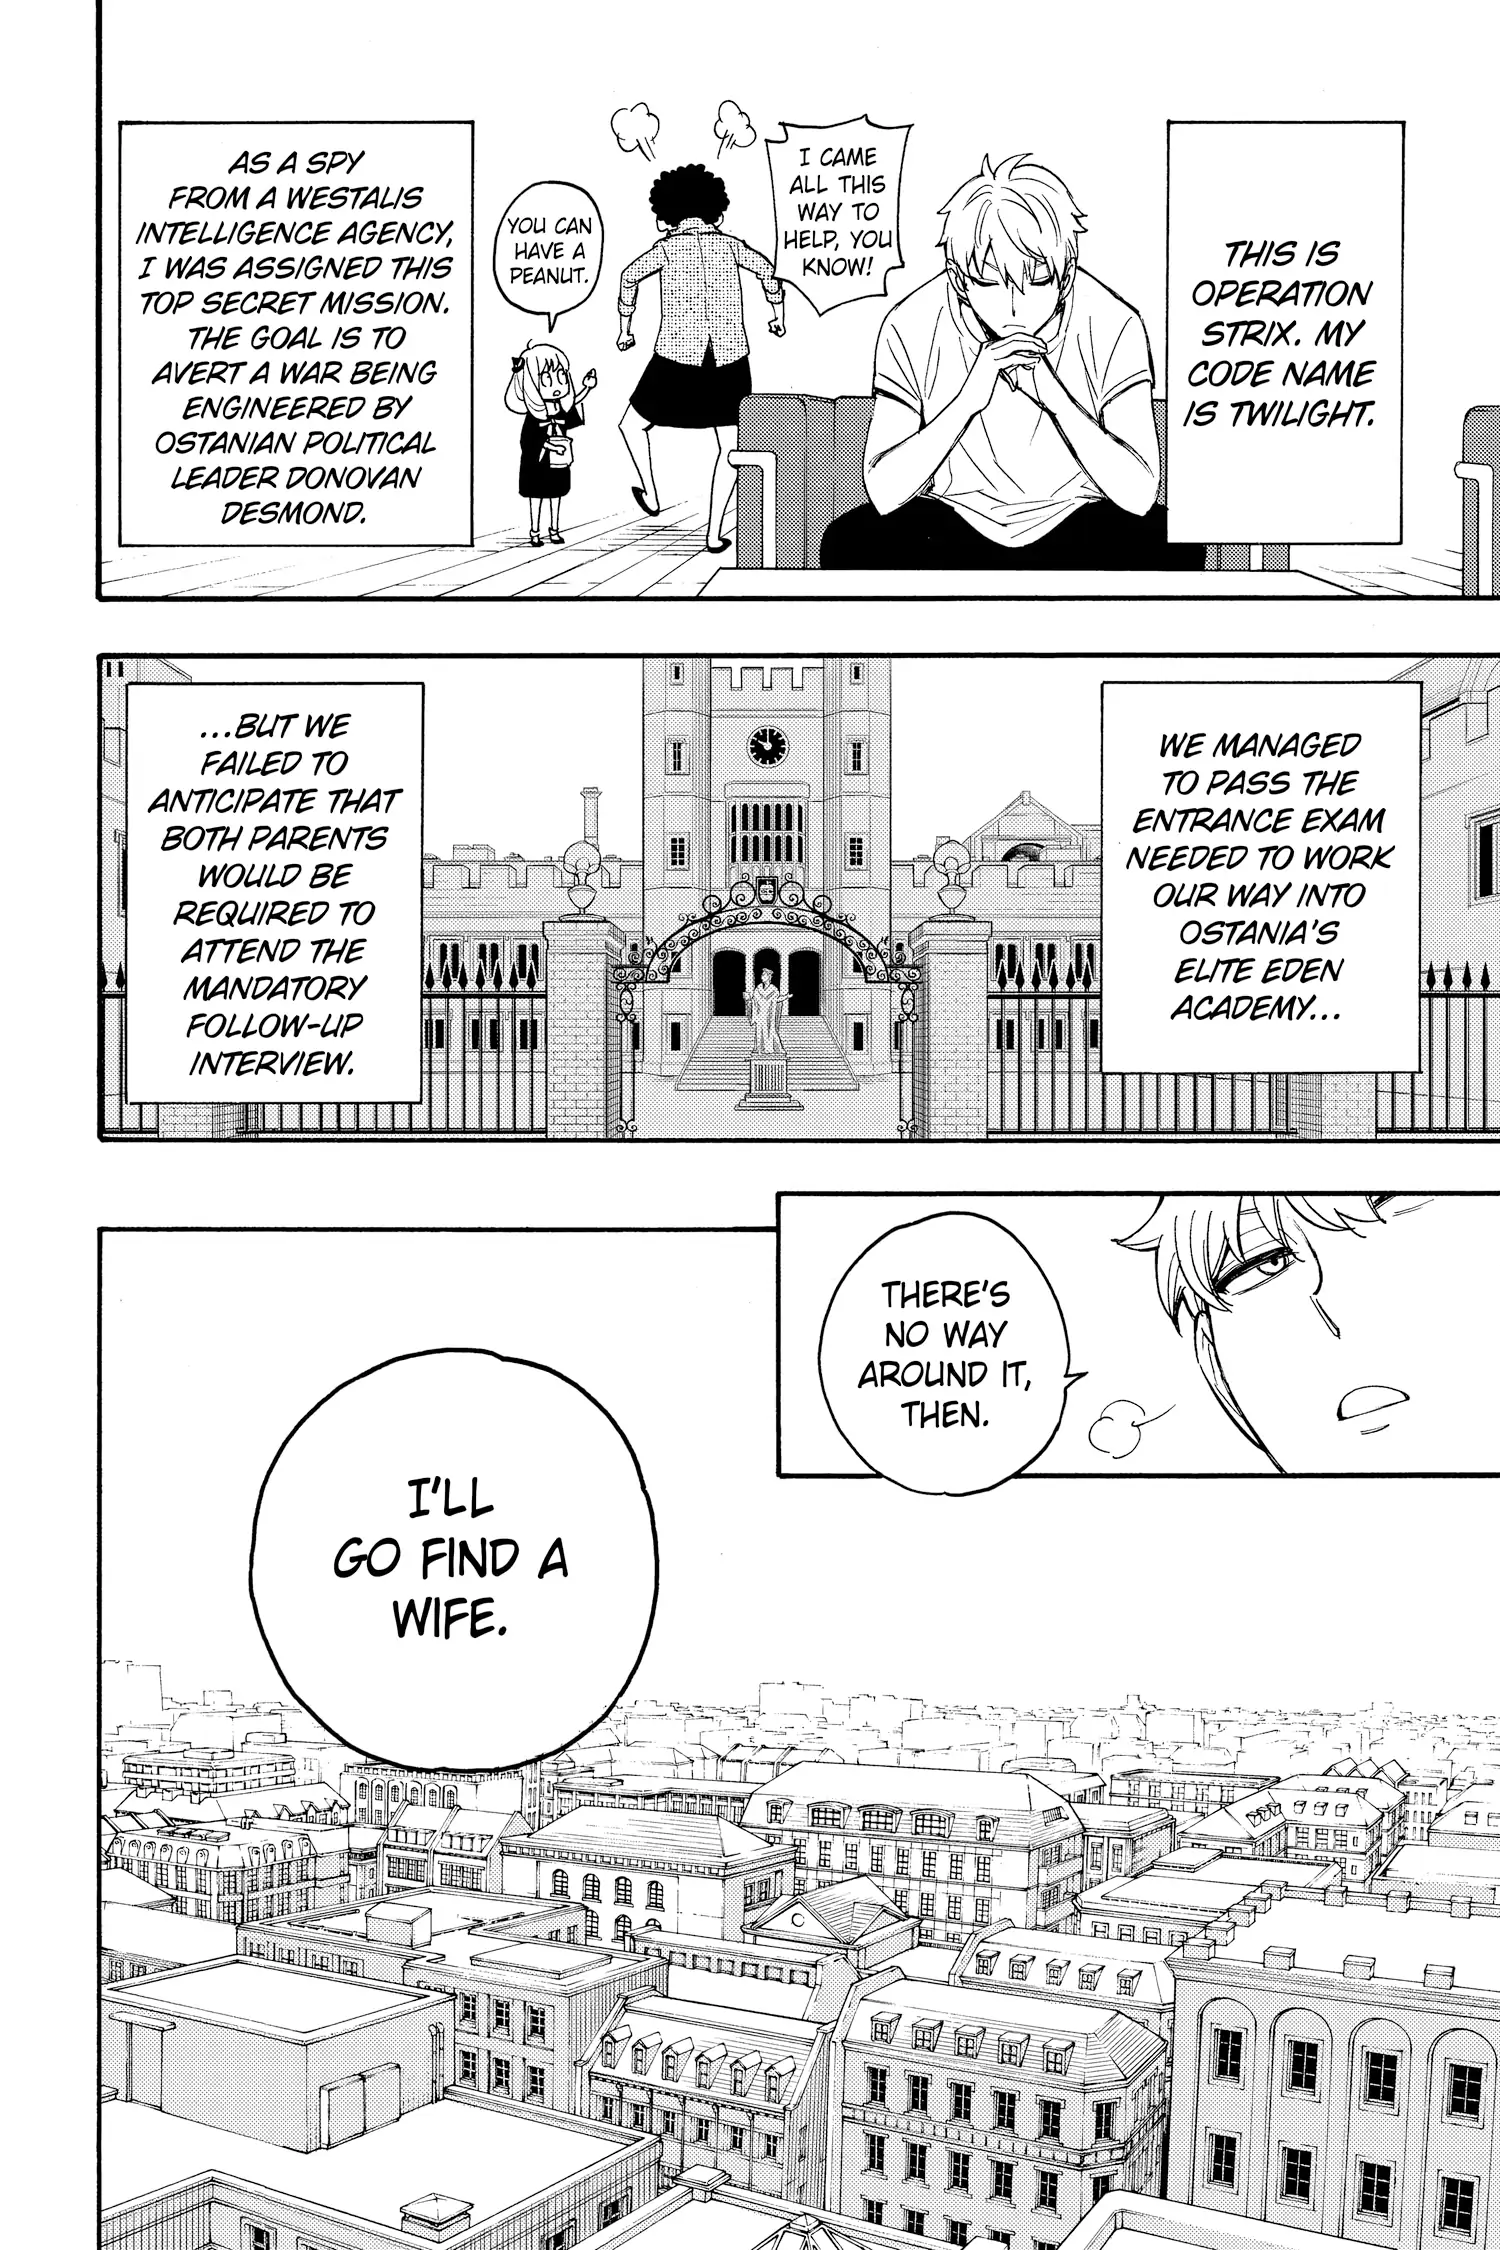 THIS IS
OPERATION
STRIX. MY
CODE NAME
IS TWILIGHT.
I CAME
ALL THIS
WAY TO
HELP, YOU
KNOW!
YOU CAN
HAVE A
PEANUT.
AS A SPY
FROM A WESTALIS
INTELLIGENCE AGENCY,
I WAS ASSIGNED THIS
TOP SECRET MISSION.
THE GOAL IS TO
AVERT A WAR BEING
ENGINEERED BY
OSTANIAN POLITICAL
LEADER DONOVAN
DESMOND.
WE MANAGED
TO PASS THE
ENTRANCE EXAM
NEEDED TO WORK
OUR WAY INTO
OSTANIA'S
ELITE EDEN
ACADEMY...
...BUT WE
FAILED TO
ANTICIPATE THAT
BOTH PARENTS
WOULD BE
REQUIRED TO
ATTEND THE
MANDATORY
FOLLOW-UP
INTERVIEW.
THERE'S
NO WAY
AROUND IT,
THEN.
I'LL
GO FIND A
WIFE.